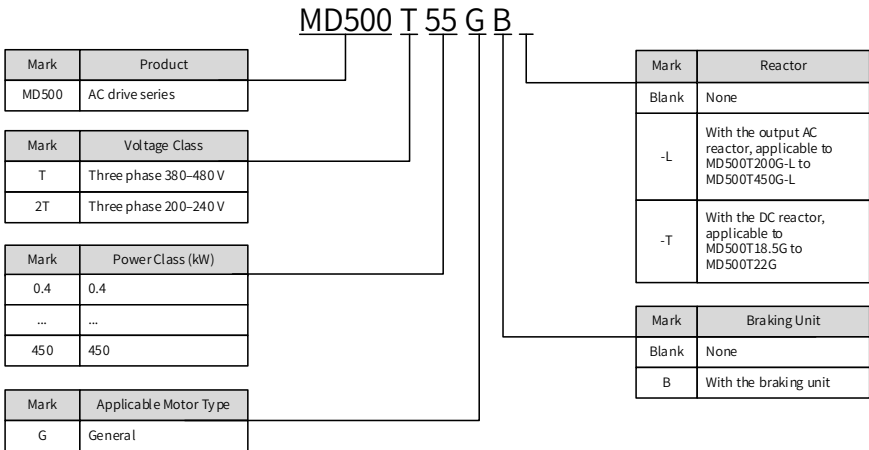 MD500 T 55 G B _
Mark Product
MD500 AC drive series
Mark Voltage Class
T Three phase 380–480 V
2T Three phase 200–240 V
Mark Power Class (kW)
0.4 0.4
... ...
450 450
Mark Applicable Motor Type
G General
Mark Reactor
Blank None
-L With the output AC
reactor, applicable to
MD500T200G-L to
MD500T450G-L
-T With the DC reactor,
applicable to
MD500T18.5G to
MD500T22G
Mark Braking Unit
Blank None
B With the braking unit